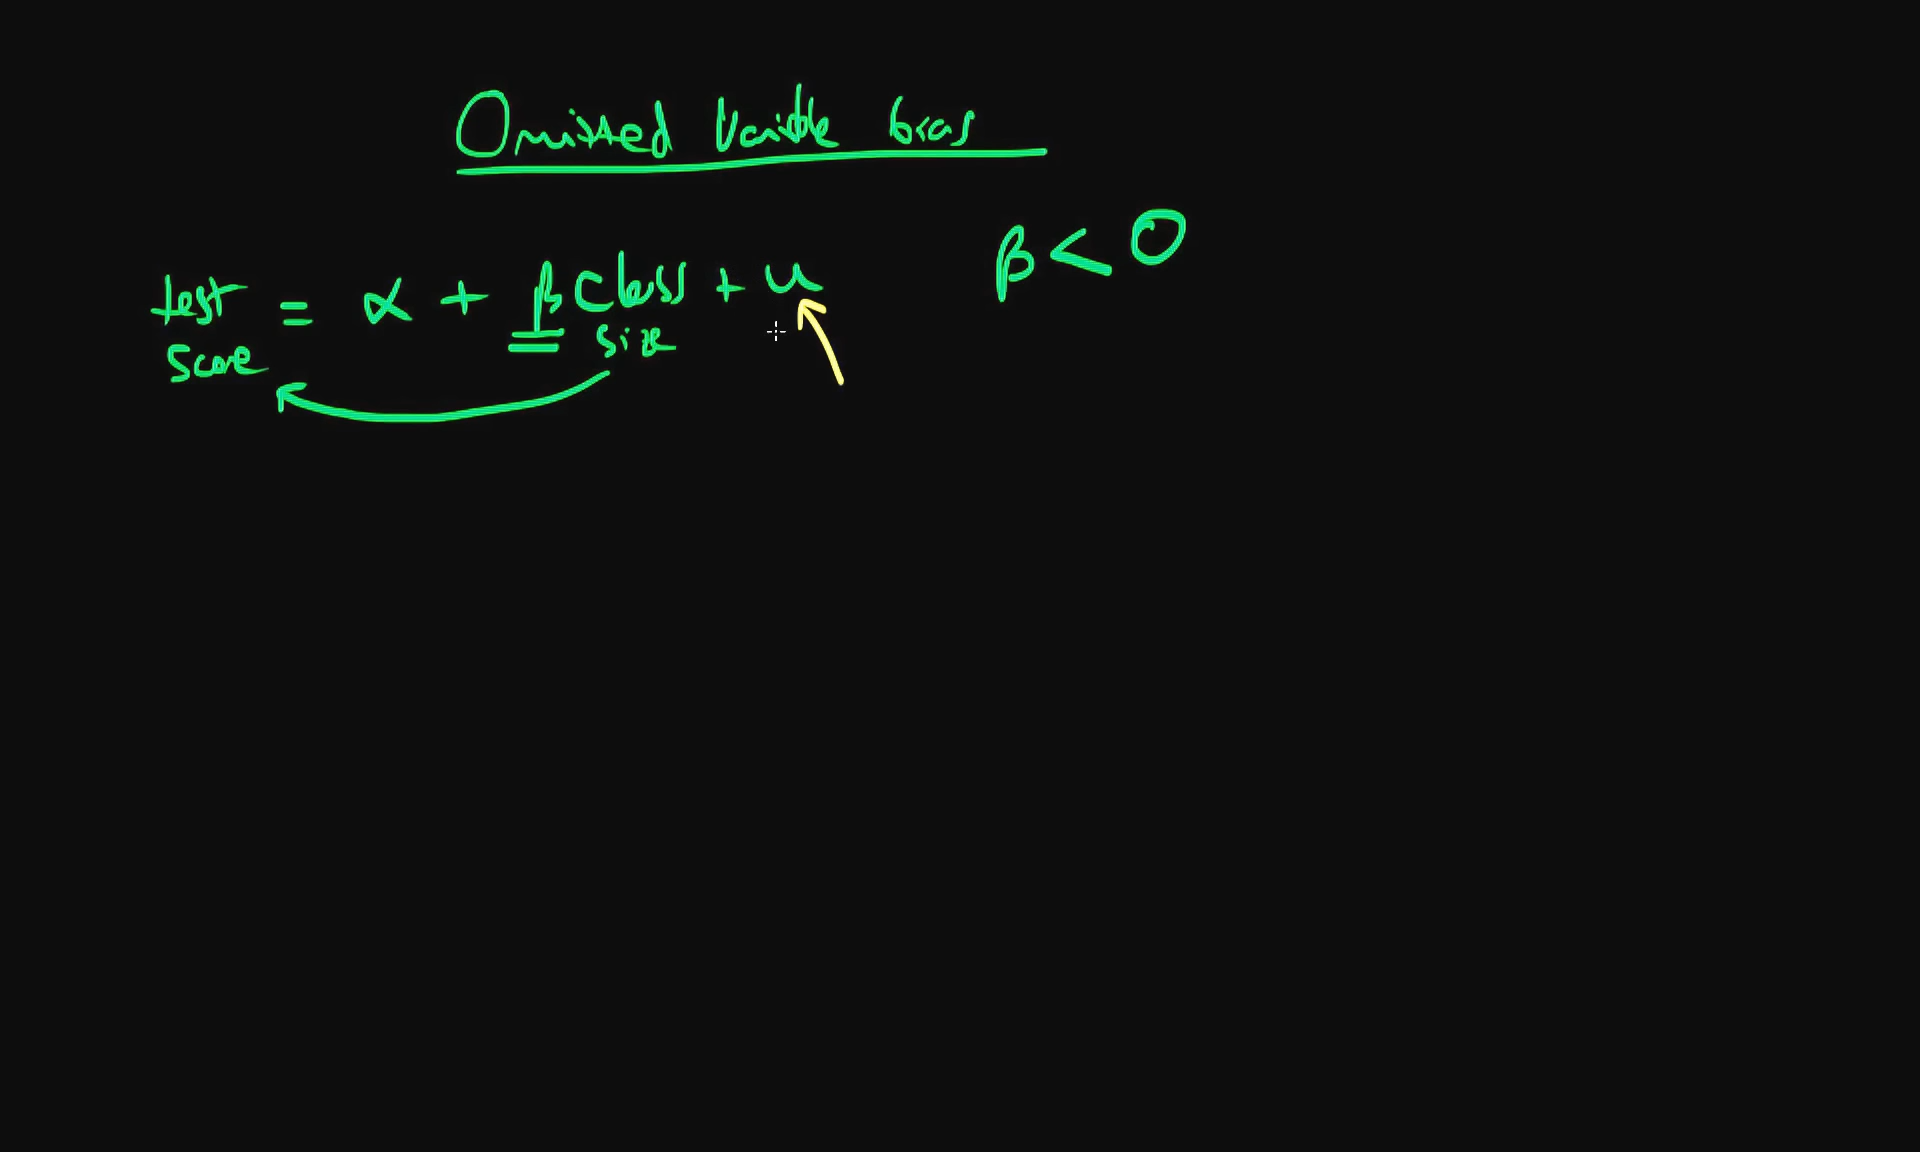 Omitted Variable bias
β < 0
test score = α + β Class size + u